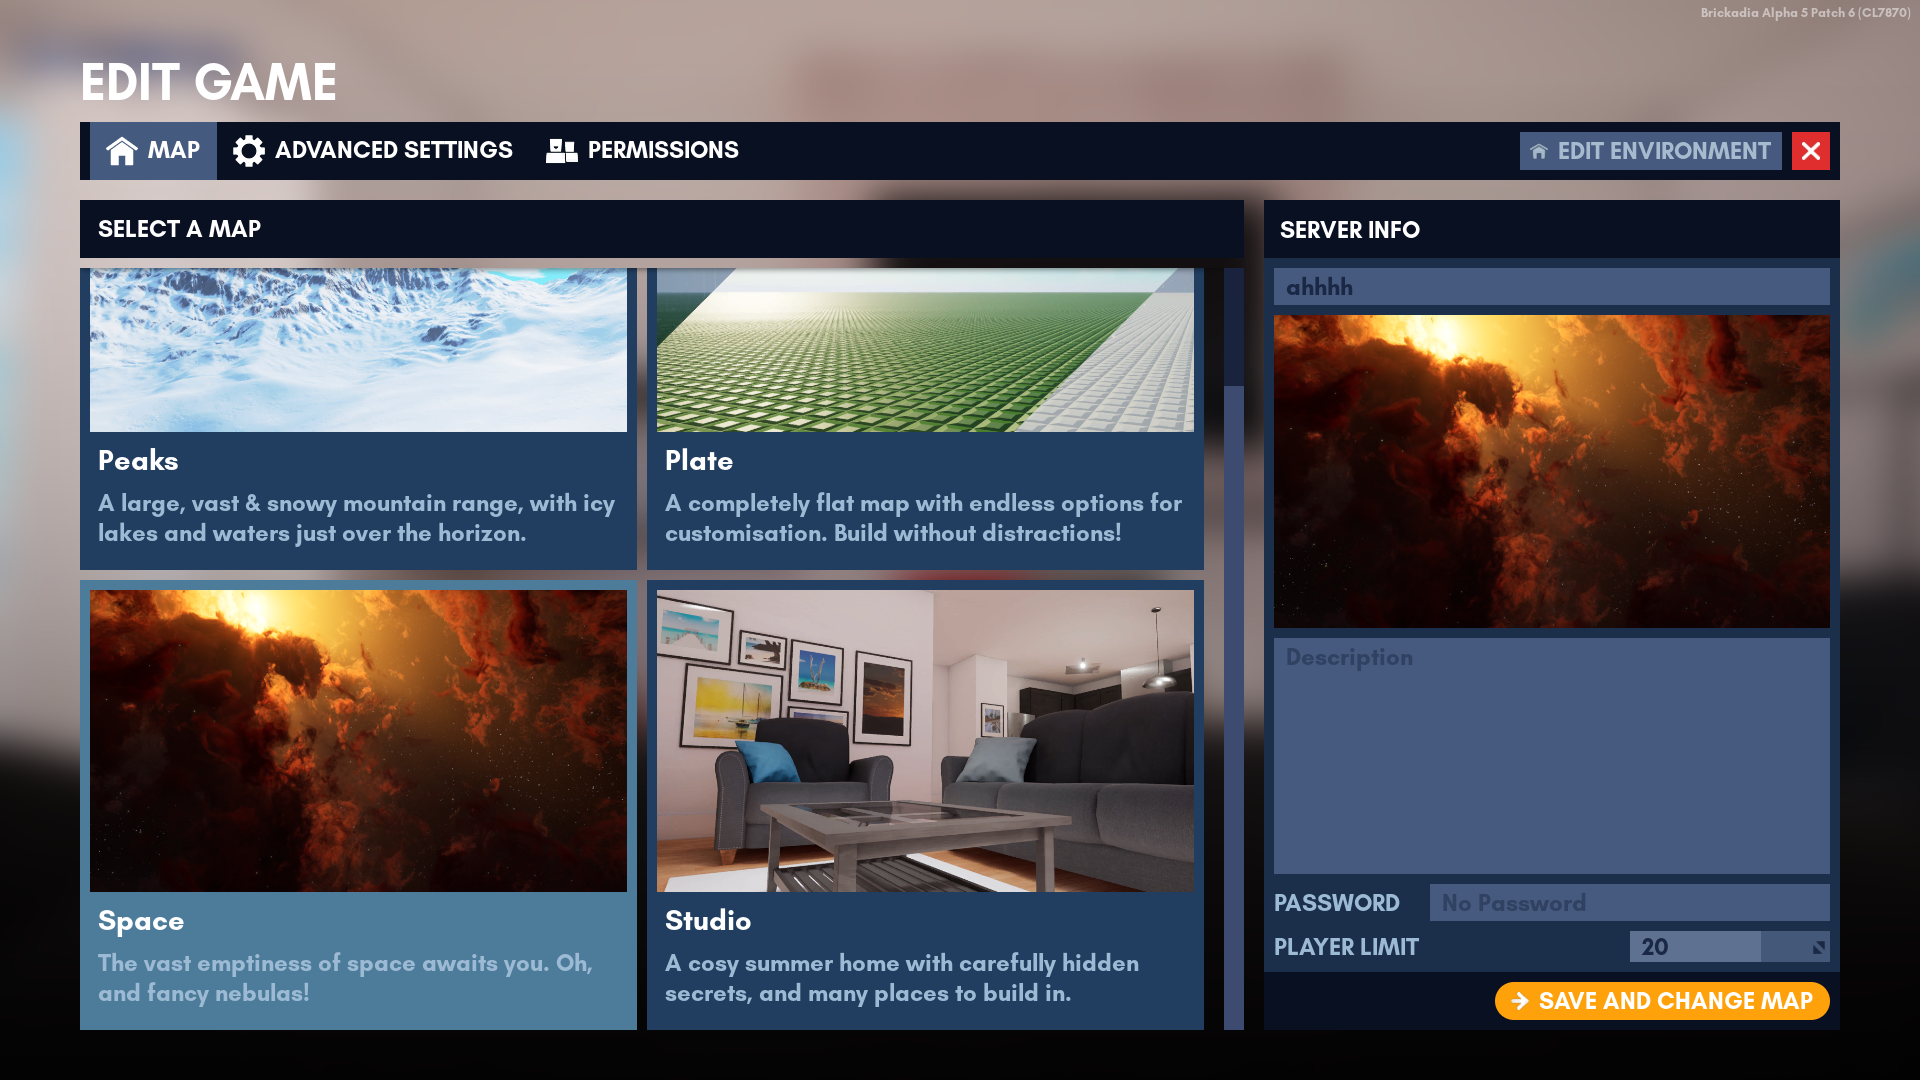 Brickadia Alpha 5 Patch 6 (CL7870)
EDIT GAME
MAP
ADVANCED SETTINGS
PERMISSIONS
EDIT ENVIRONMENT
SELECT A MAP
Peaks
A large, vast & snowy mountain range, with icy
lakes and waters just over the horizon.
Plate
A completely flat map with endless options for
customisation. Build without distractions!
Space
The vast emptiness of space awaits you. Oh,
and fancy nebulas!
Studio
A cosy summer home with carefully hidden
secrets, and many places to build in.
SERVER INFO
ahhhh
Description
PASSWORD
No Password
PLAYER LIMIT
20
SAVE AND CHANGE MAP